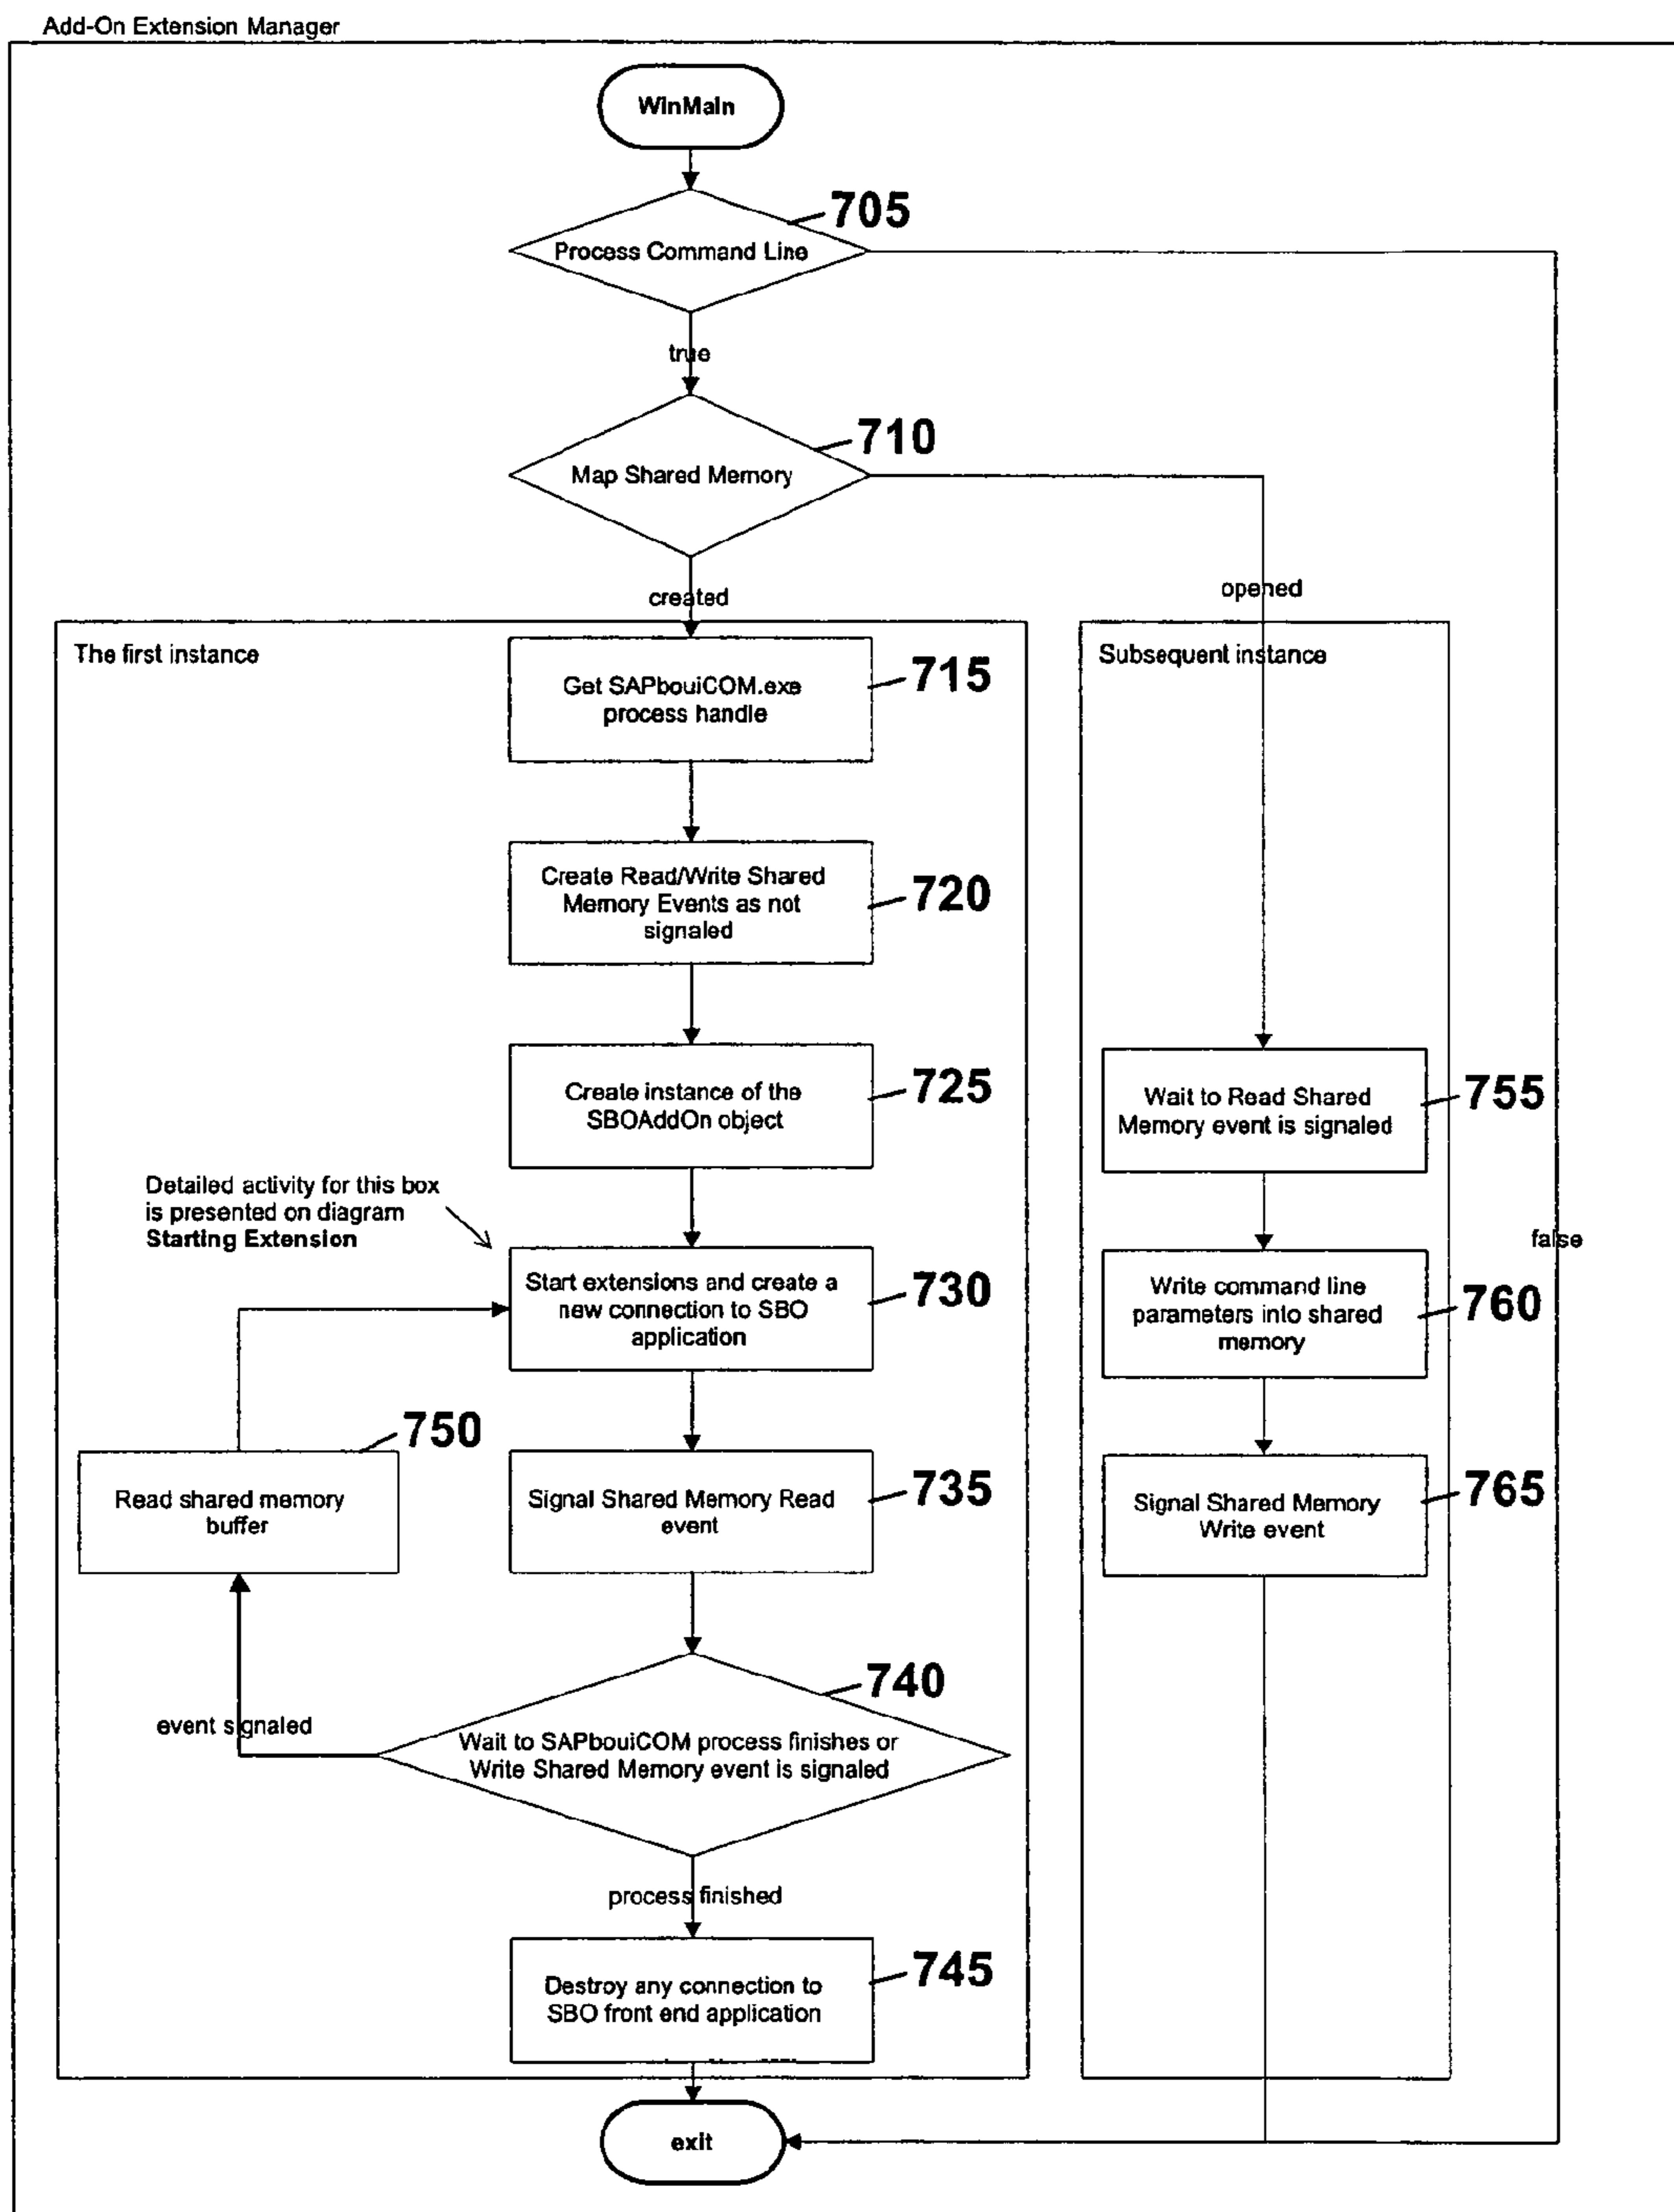 Add-On Extension Manager
WinMain
705
Process Command Line
true
710
Map Shared Memory
created
opened
The first instance
Subsequent instance
Get SAPbouiCOM.exe
process handle
715
Create Read/Write Shared
Memory Events as not
signaled
720
Create instance of the
SBOAddOn object
725
Wait to Read Shared
Memory event is signaled
755
Detailed activity for this box
is presented on diagram
Starting Extension
false
Start extensions and create a
new connection to SBO
application
730
Write command line
parameters into shared
memory
760
750
Read shared memory
buffer
Signal Shared Memory Read
event
735
Signal Shared Memory
Write event
765
740
event signaled
Wait to SAPbouiCOM process finishes or
Write Shared Memory event is signaled
process finished
Destroy any connection to
SBO front end application
745
exit